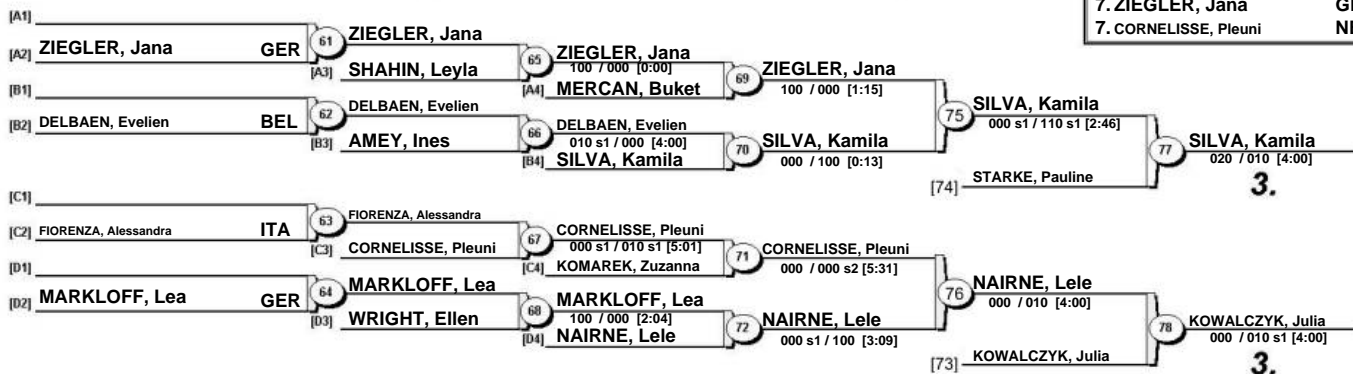 7. ZIEGLER, Jana
7. CORNELISSE, Pleuni
[A1]
[A2] ZIEGLER, Jana GER
61
ZIEGLER, Jana
[A3] SHAHIN, Leyla
65
ZIEGLER, Jana
100 / 000 [0:00]
[A4] MERCAN, Buket
69
ZIEGLER, Jana
100 / 000 [1:15]
[B1]
[B2] DELBAEN, Evelien BEL
62
DELBAEN, Evelien
[B3] AMEY, Ines
66
DELBAEN, Evelien
010 s1 / 000 [4:00]
[B4] SILVA, Kamila
70
SILVA, Kamila
000 / 100 [0:13]
75
SILVA, Kamila
000 s1 / 110 s1 [2:46]
[74] STARKE, Pauline
77
SILVA, Kamila
020 / 010 [4:00]
3.
[C1]
[C2] FIORENZA, Alessandra ITA
63
FIORENZA, Alessandra
[C3] CORNELISSE, Pleuni
67
CORNELISSE, Pleuni
000 s1 / 010 s1 [5:01]
[C4] KOMAREK, Zuzanna
71
CORNELISSE, Pleuni
000 / 000 s2 [5:31]
[D1]
[D2] MARKLOFF, Lea GER
64
MARKLOFF, Lea
[D3] WRIGHT, Ellen
68
MARKLOFF, Lea
100 / 000 [2:04]
[D4] NAIRNE, Lele
72
NAIRNE, Lele
000 s1 / 100 [3:09]
76
NAIRNE, Lele
000 / 010 [4:00]
[73] KOWALCZYK, Julia
78
KOWALCZYK, Julia
000 / 010 s1 [4:00]
3.